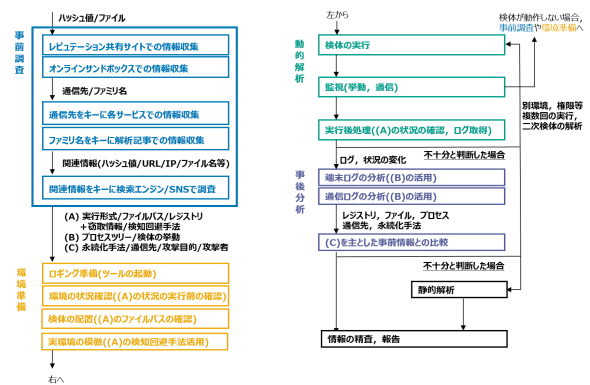 ハッシュ値/ファイル
事前調査
レピュテーション共有サイトでの情報収集
オンラインサンドボックスでの情報収集
通信先/ファミリ名
通信先をキーに各サービスでの情報収集
ファミリ名をキーに解析記事での情報収集
関連情報(ハッシュ値/URL/IP/ファイル名等)
関連情報をキーに検索エンジン/SNSで調査
(A) 実行形式/ファイルパス/レジストリ
+窃取情報/検知回避手法
(B) プロセスツリー/検体の挙動
(C) 永続化手法/通信先/攻撃目的/攻撃者
環境準備
ロギング準備(ツールの起動)
環境の状況確認((A)の状況の実行前の確認)
検体の配置((A)のファイルパスの確認)
実環境の模倣((A)の検知回避手法活用)
右へ
左から
検体が動作しない場合,
事前調査や環境準備へ
動的解析
検体の実行
監視(挙動, 通信)
別環境, 権限等
複数回の実行,
二次検体の解析
実行後処理((A)の状況の確認, ログ取得)
不十分と判断した場合
ログ, 状況の変化
事後分析
端末ログの分析((B)の活用)
通信ログの分析((B)の活用)
レジストリ, ファイル, プロセス
通信先, 永続化手法
(C)を主とした事前情報との比較
不十分と判断した場合
静的解析
情報の精査, 報告